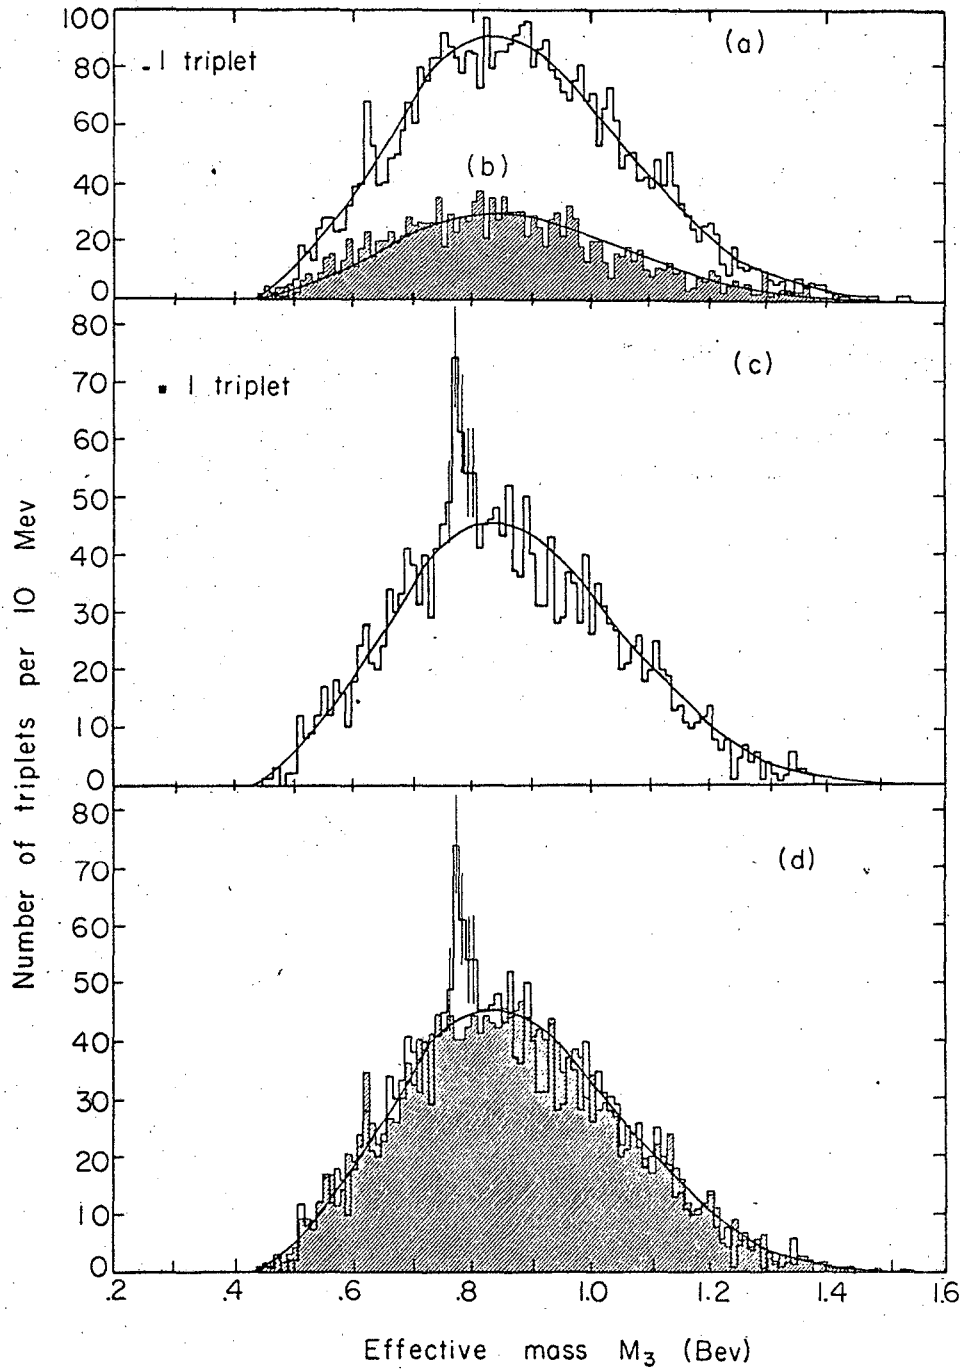 100
80
60
40
20
0
- 1 triplet
(a)
(b)
80
70
60
50
40
30
20
10
0
▪ 1 triplet
(c)
80
70
60
50
40
30
20
10
0
(d)
.2 .4 .6 .8 1.0 1.2 1.4 1.6
Number of triplets per 10 Mev
Effective mass M₃ (Bev)